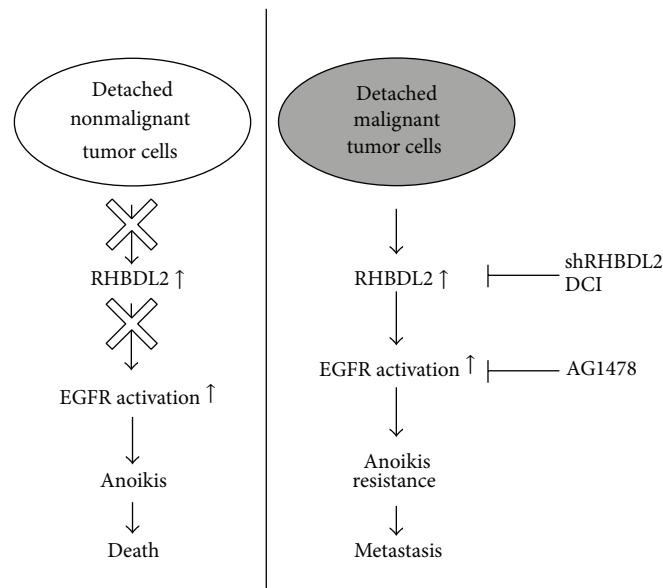 Detached
nonmalignant
tumor cells
RHBDL2 ↑
EGFR activation ↑
Anoikis
Death
Detached
malignant
tumor cells
RHBDL2 ↑
EGFR activation ↑
Anoikis
resistance
Metastasis
shRHBDL2
DCI
AG1478